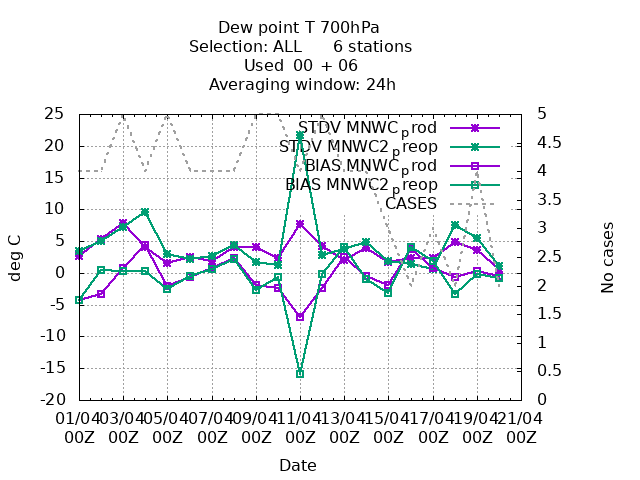 Dew point T 700hPa
Selection: ALL 6 stations
Used 00 + 06
Averaging window: 24h
deg C
25
20
15
10
5
0
-5
-10
-15
-20
STDV MNWC_prod
STDV MNWC2_preop
BIAS MNWC_prod
BIAS MNWC2_preop
CASES
5
4.5
4
3.5
3
2.5
2
1.5
1
0.5
0
No cases
01/04 03/04 05/04 07/04 09/04 11/04 13/04 15/04 17/04 19/04 21/04
00Z 00Z 00Z 00Z 00Z 00Z 00Z 00Z 00Z 00Z 00Z
Date